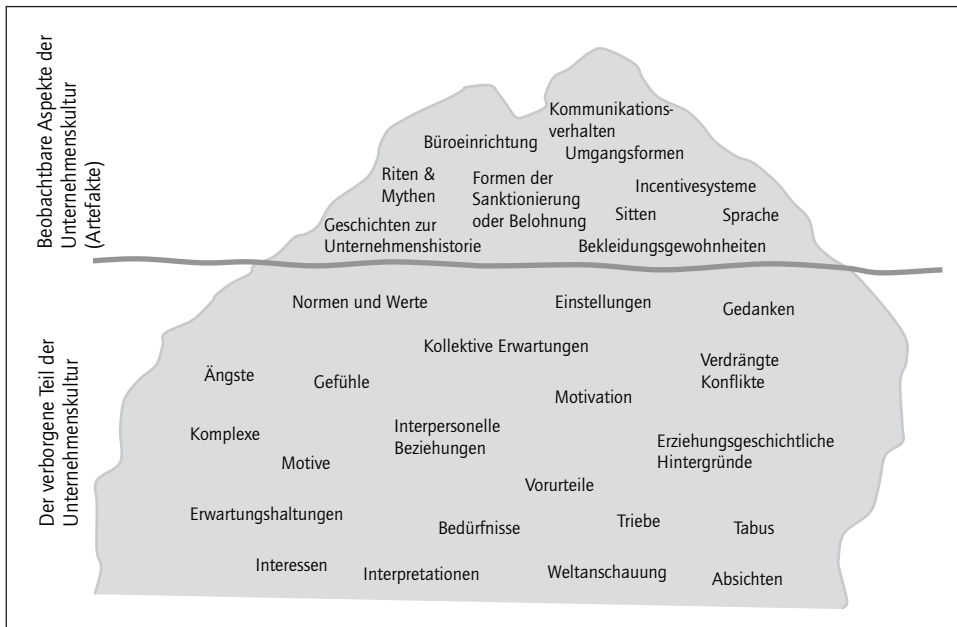 Beobachtbare Aspekte der
Unternehmenskultur
(Artefakte)
Kommunikations-
verhalten
Büroeinrichtung
Umgangsformen
Riten &
Mythen
Formen der
Sanktionierung
oder Belohnung
Incentivesysteme
Sitten
Sprache
Geschichten zur
Unternehmenshistorie
Bekleidungsgewohnheiten
Der verborgene Teil der
Unternehmenskultur
Normen und Werte
Einstellungen
Gedanken
Kollektive Erwartungen
Verdrängte
Konflikte
Ängste
Gefühle
Motivation
Komplexe
Interpersonelle
Beziehungen
Erziehungsgeschichtliche
Hintergründe
Motive
Vorurteile
Erwartungshaltungen
Bedürfnisse
Triebe
Tabus
Interessen
Interpretationen
Weltanschauung
Absichten